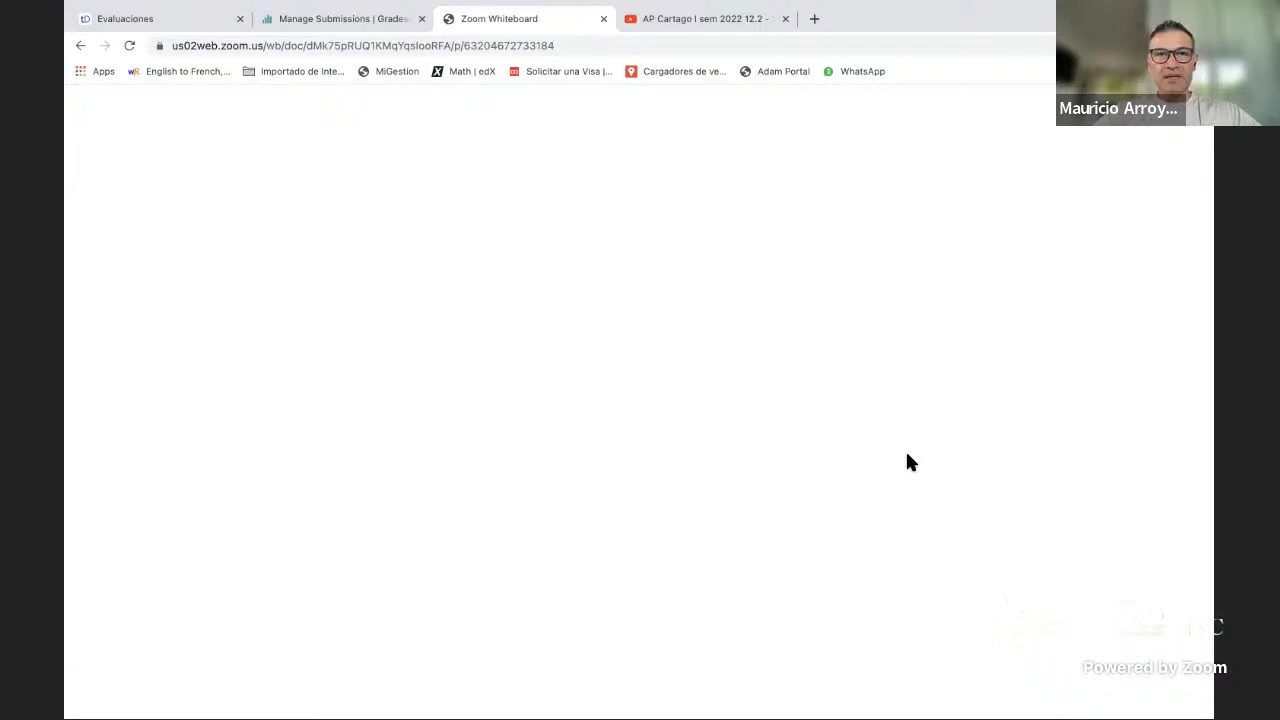 Evaluaciones
Manage Submissions | Grades
Zoom Whiteboard
AP Cartago I sem 2022 12.2 -
us02web.zoom.us/wb/doc/dMk75pRUQ1KMqYqsIooRFA/p/63204672733184
Apps
English to French,...
Importado de Inte...
MiGestion
Math | edX
Solicitar una Visa |...
Cargadores de ve...
Adam Portal
WhatsApp
Mauricio Arroy...
Powered by Zoom